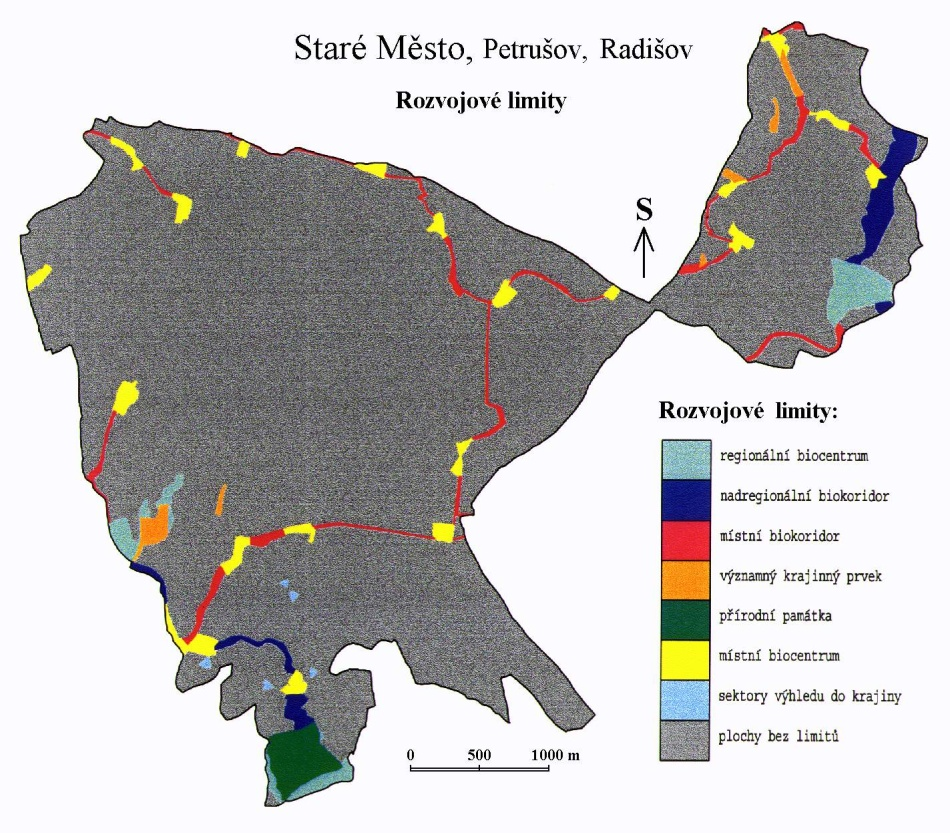 Staré Město, Petrušov, Radišov
Rozvojové limity
S
Rozvojové limity:
regionální biocentrum
nadregionální biokoridor
místní biokoridor
významný krajinný prvek
přírodní památka
místní biocentrum
sektory výhledu do krajiny
plochy bez limitů
0 500 1000 m